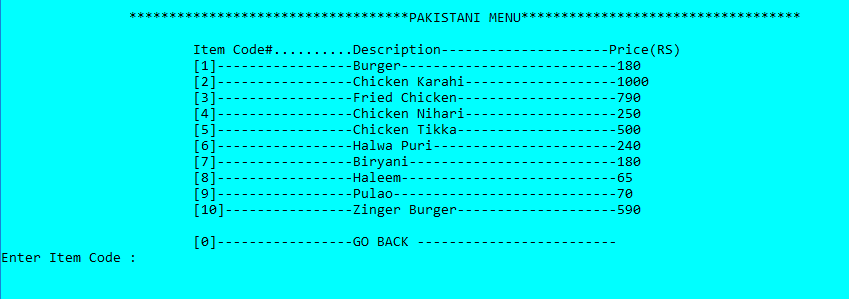 ***********************************PAKISTANI MENU***********************************
Item Code#..........Description---------------------Price(RS)
[1]-----------------Burger---------------------------180
[2]-----------------Chicken Karahi-------------------1000
[3]-----------------Fried Chicken--------------------790
[4]-----------------Chicken Nihari-------------------250
[5]-----------------Chicken Tikka--------------------500
[6]-----------------Halwa Puri-----------------------240
[7]-----------------Biryani--------------------------180
[8]-----------------Haleem---------------------------65
[9]-----------------Pulao----------------------------70
[10]----------------Zinger Burger--------------------590
[0]-----------------GO BACK -------------------------
Enter Item Code :